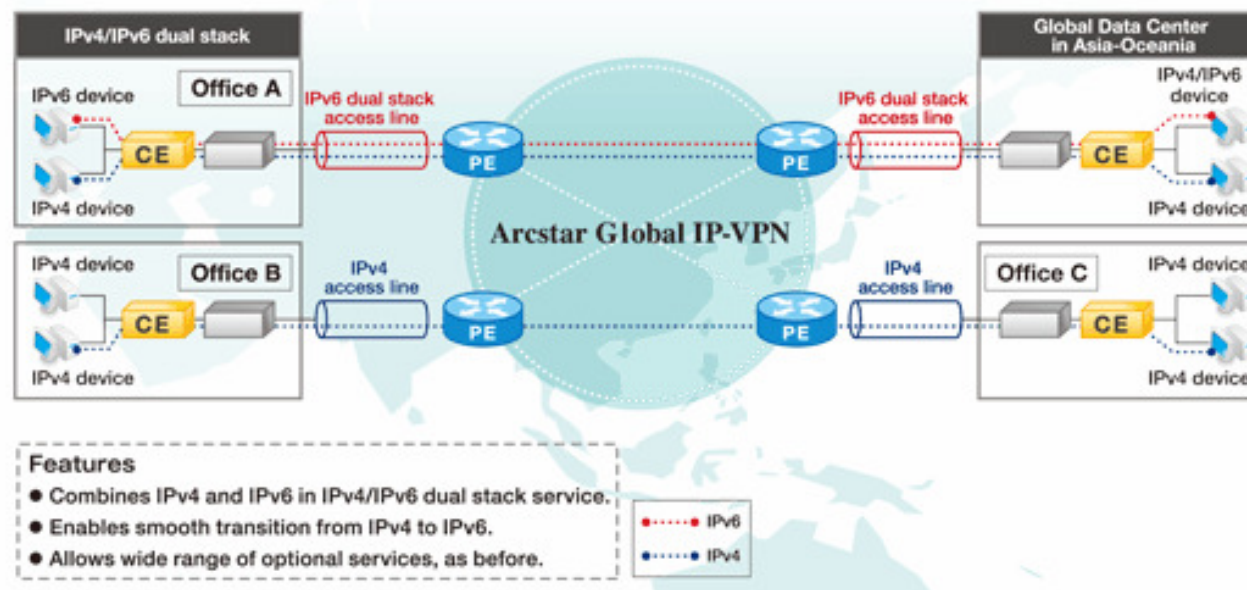 IPv4/IPv6 dual stack
Office A
IPv6 device
CE
IPv4 device
IPv6 dual stack
access line
PE
PE
IPv6 dual stack
access line
Global Data Center
in Asia-Oceania
IPv4/IPv6
device
CE
IPv4 device
Arcstar Global IP-VPN
IPv4 device
Office B
CE
IPv4 device
IPv4
access line
PE
PE
IPv4
access line
Office C
IPv4 device
CE
IPv4 device
Features
● Combines IPv4 and IPv6 in IPv4/IPv6 dual stack service.
● Enables smooth transition from IPv4 to IPv6.
● Allows wide range of optional services, as before.
IPv6
IPv4